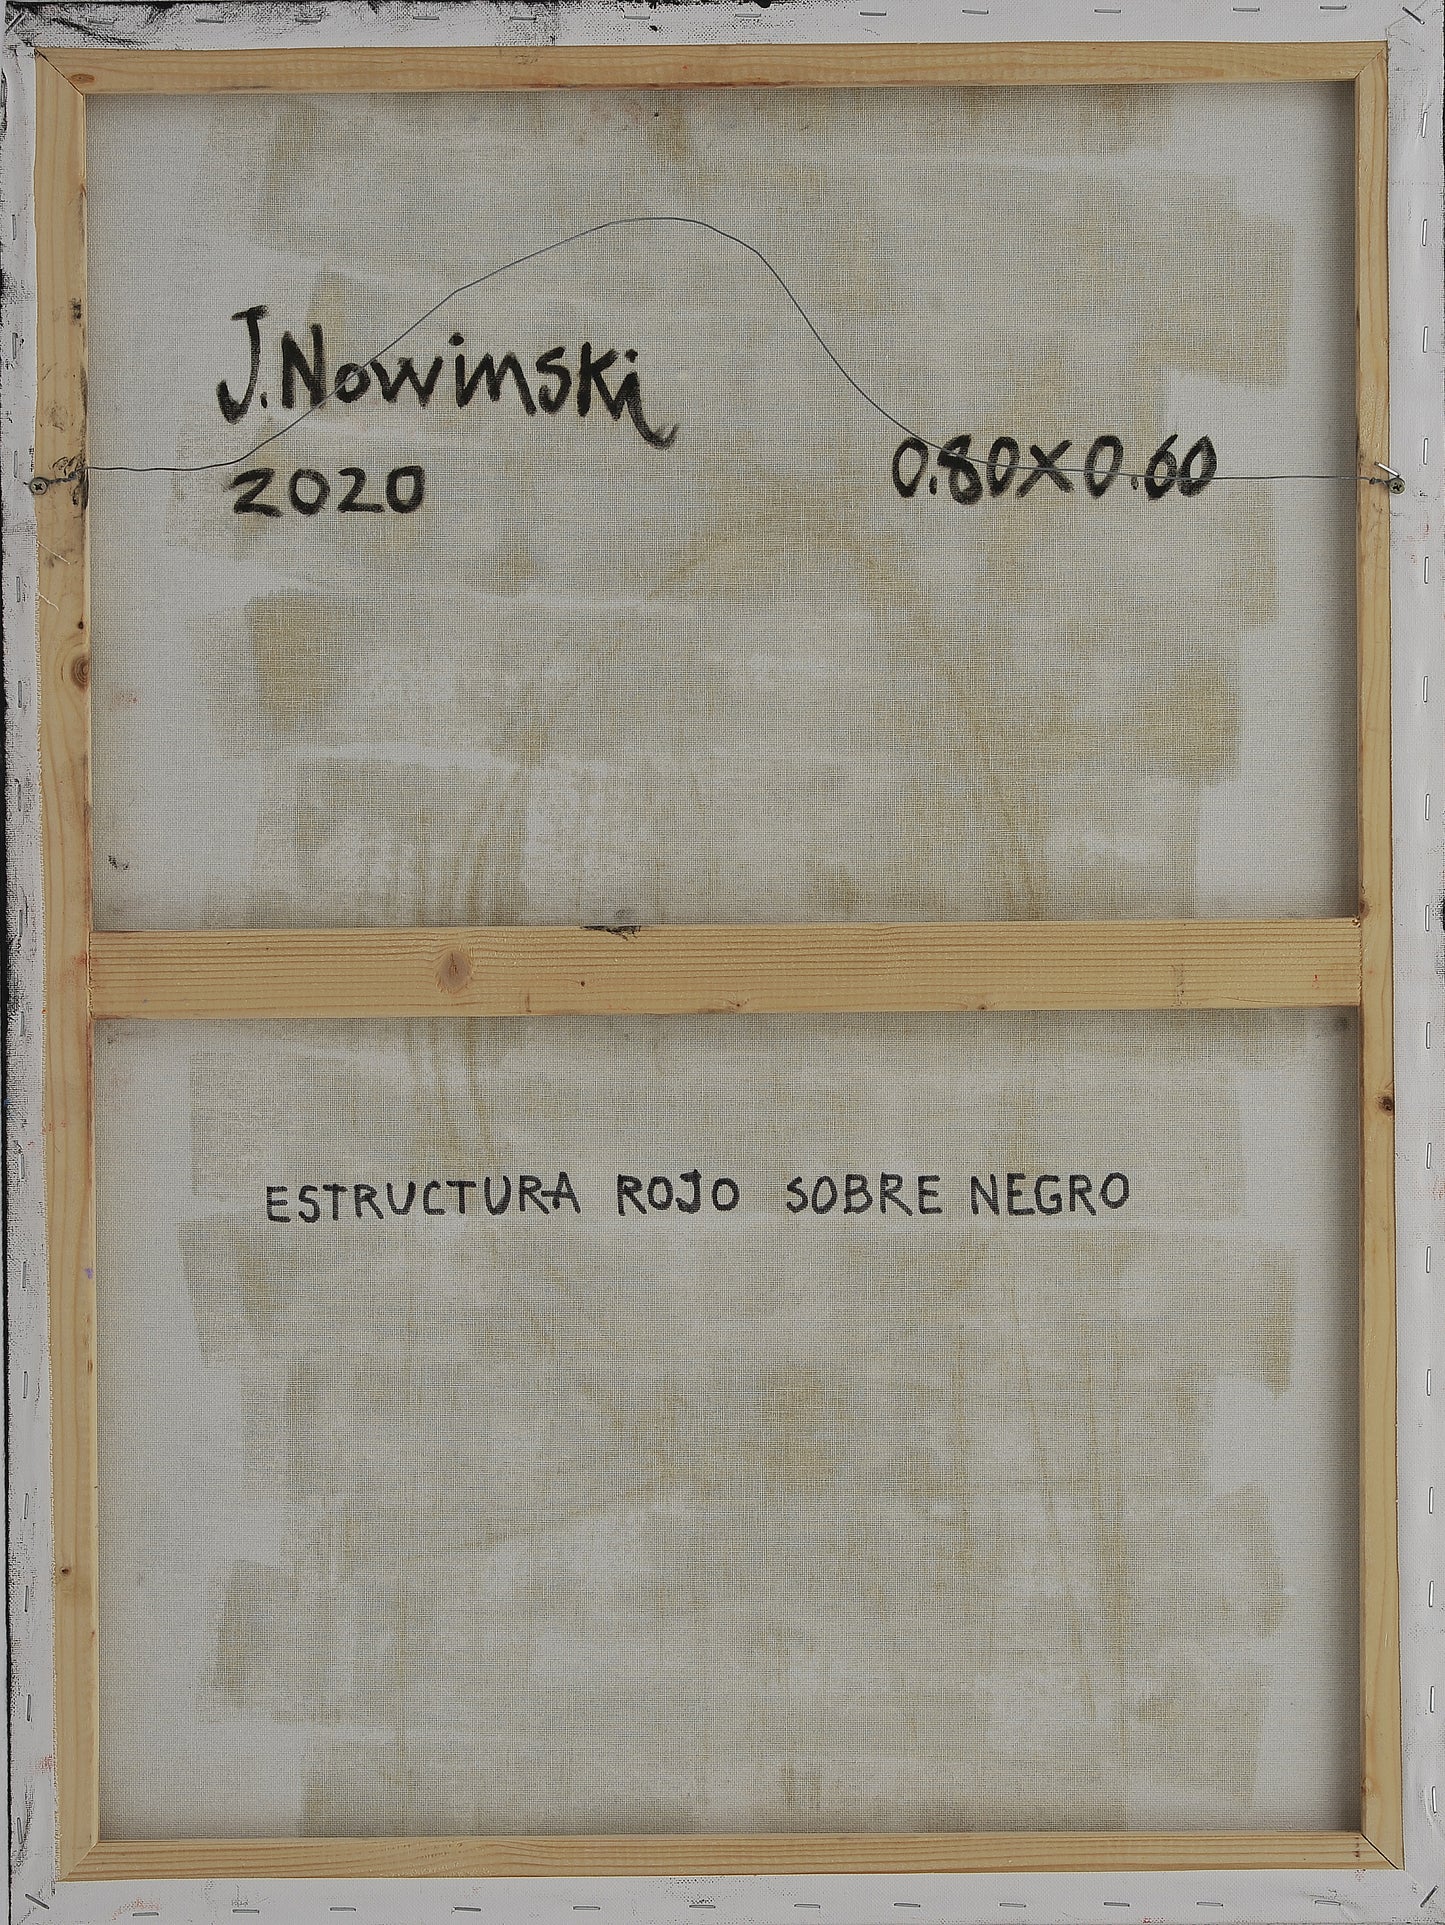 J. Nowinski
2020
0.80x0.60
ESTRUCTURA ROJO SOBRE NEGRO